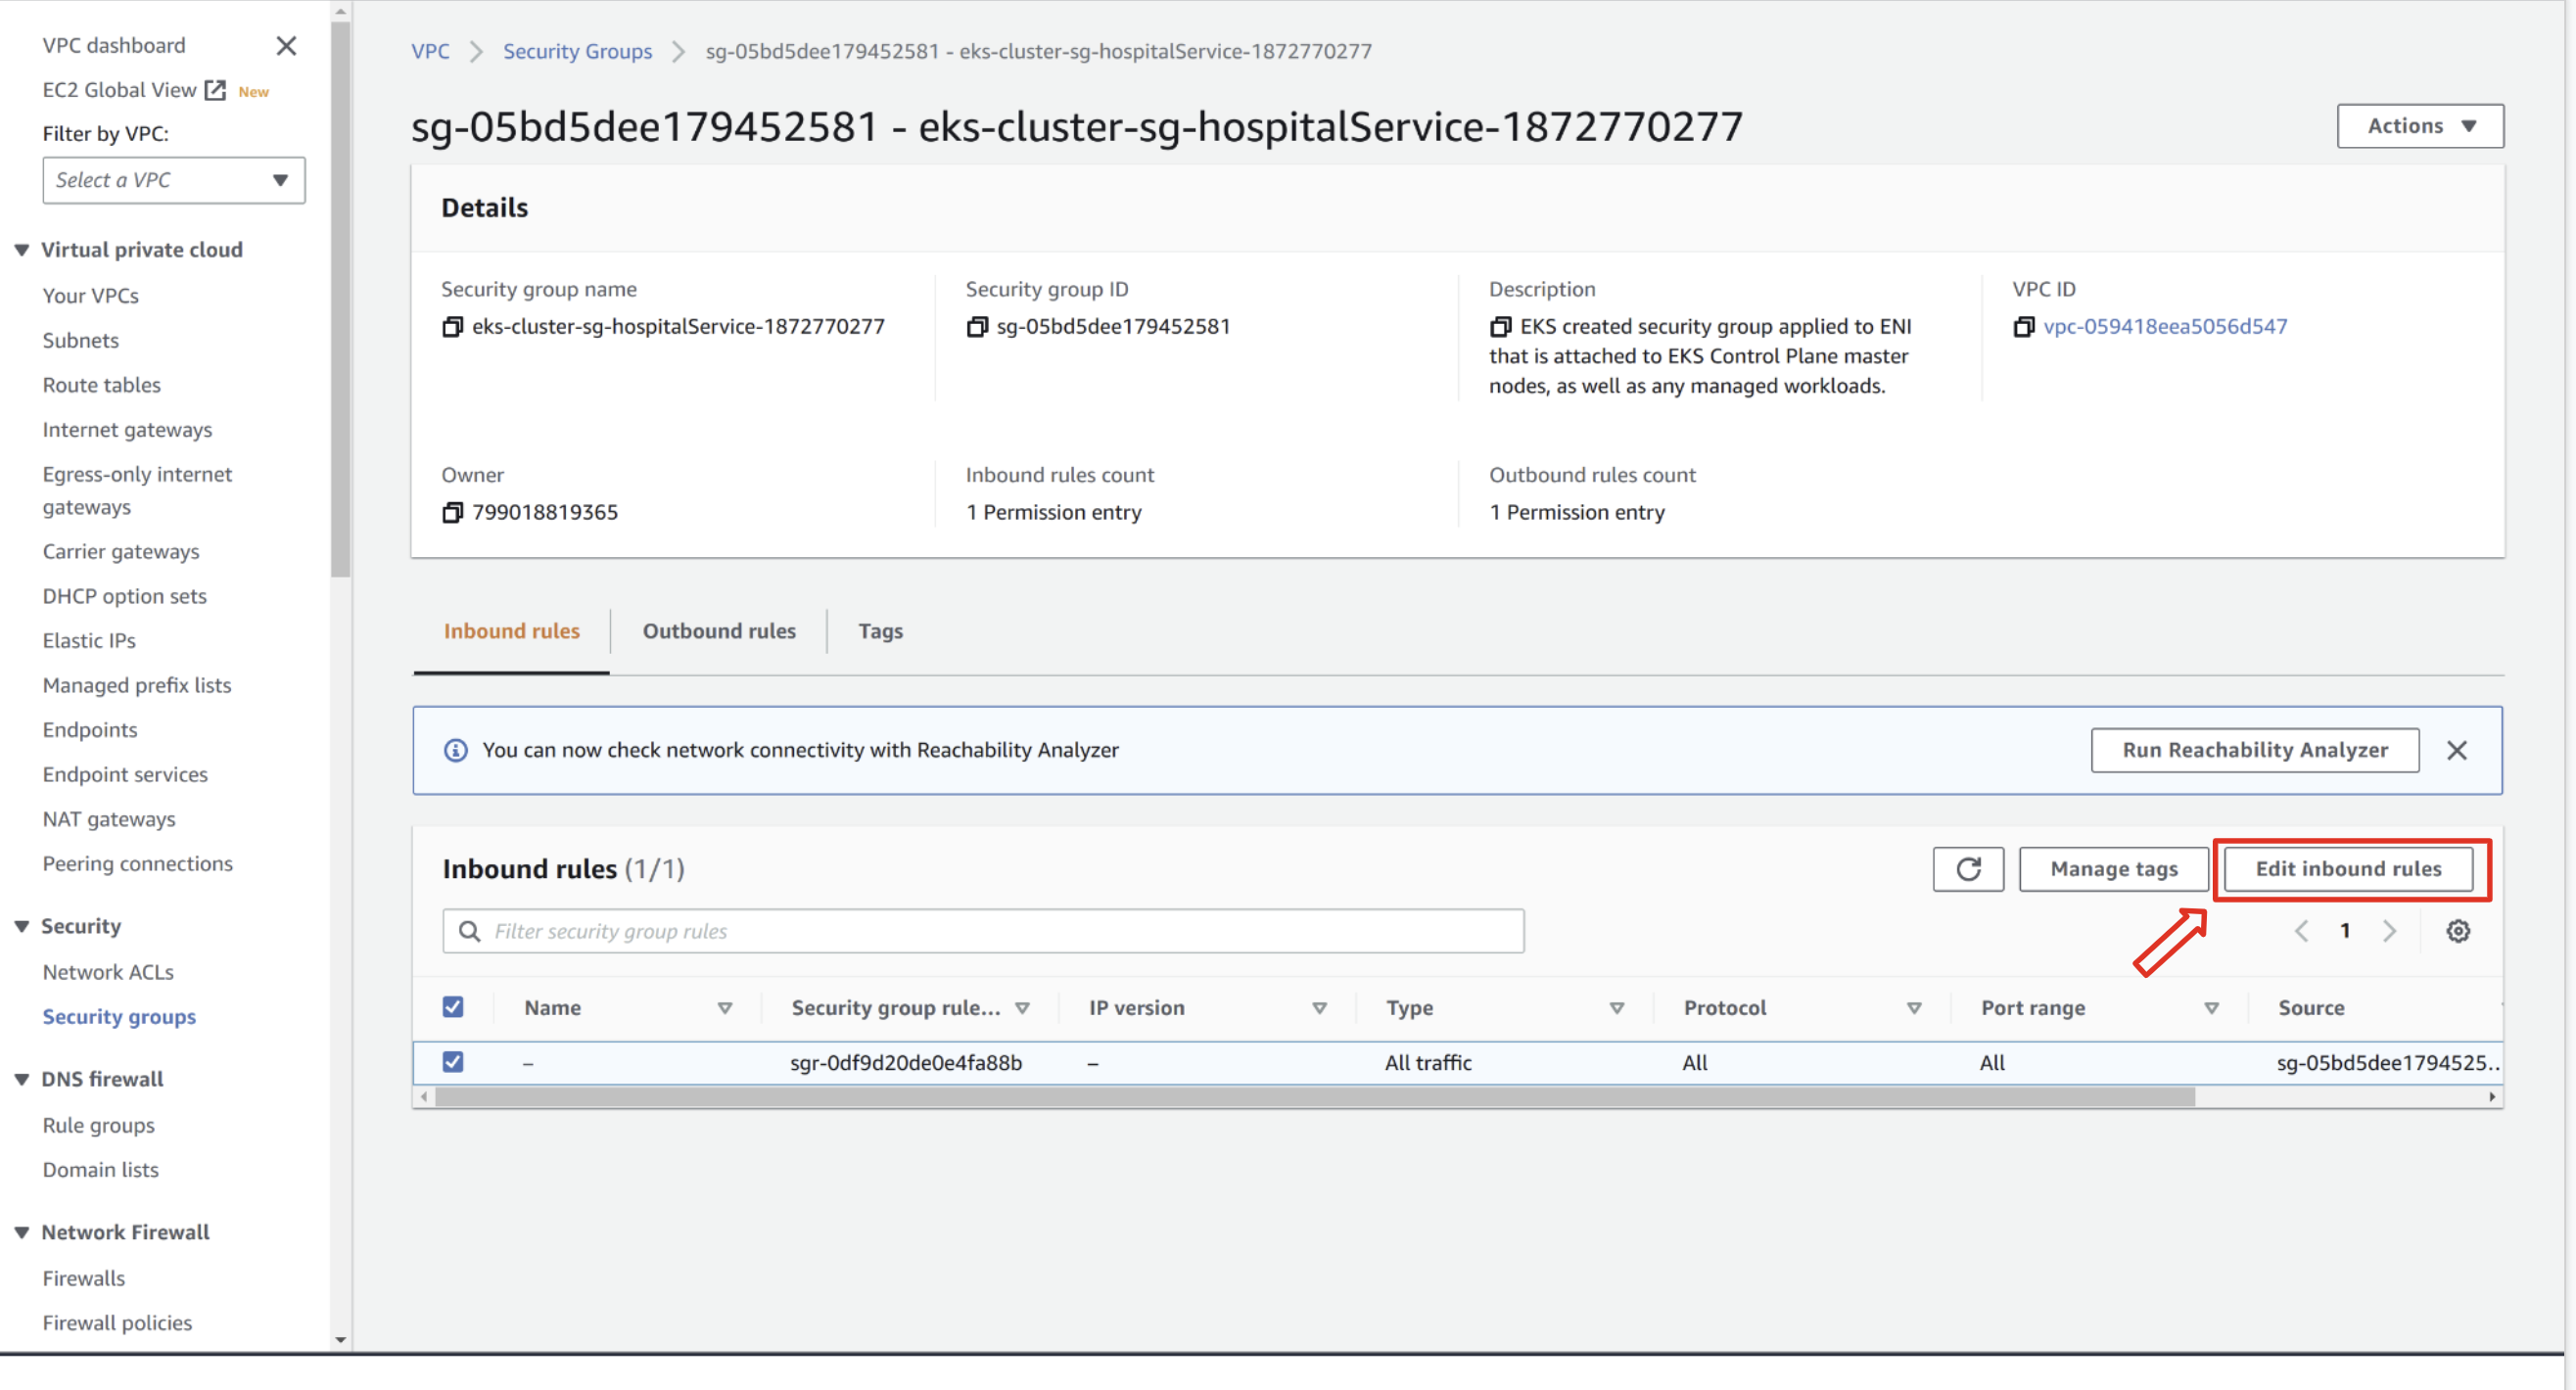 VPC dashboard
EC2 Global View New
Filter by VPC:
Select a VPC
Virtual private cloud
Your VPCs
Subnets
Route tables
Internet gateways
Egress-only internet
gateways
Carrier gateways
DHCP option sets
Elastic IPs
Managed prefix lists
Endpoints
Endpoint services
NAT gateways
Peering connections
Security
Network ACLs
Security groups
DNS firewall
Rule groups
Domain lists
Network Firewall
Firewalls
Firewall policies
VPC > Security Groups > sg-05bd5dee179452581 - eks-cluster-sg-hospitalService-1872770277
sg-05bd5dee179452581 - eks-cluster-sg-hospitalService-1872770277
Actions
Details
Security group name
eks-cluster-sg-hospitalService-1872770277
Security group ID
sg-05bd5dee179452581
Description
EKS created security group applied to ENI
that is attached to EKS Control Plane master
nodes, as well as any managed workloads.
VPC ID
vpc-059418eea5056d547
Owner
799018819365
Inbound rules count
1 Permission entry
Outbound rules count
1 Permission entry
Inbound rules Outbound rules Tags
You can now check network connectivity with Reachability Analyzer
Run Reachability Analyzer
Inbound rules (1/1)
Manage tags
Edit inbound rules
Filter security group rules
1
Name Security group rule... IP version Type Protocol Port range Source
– sgr-0df9d20de0e4fa88b – All traffic All All sg-05bd5dee1794525...